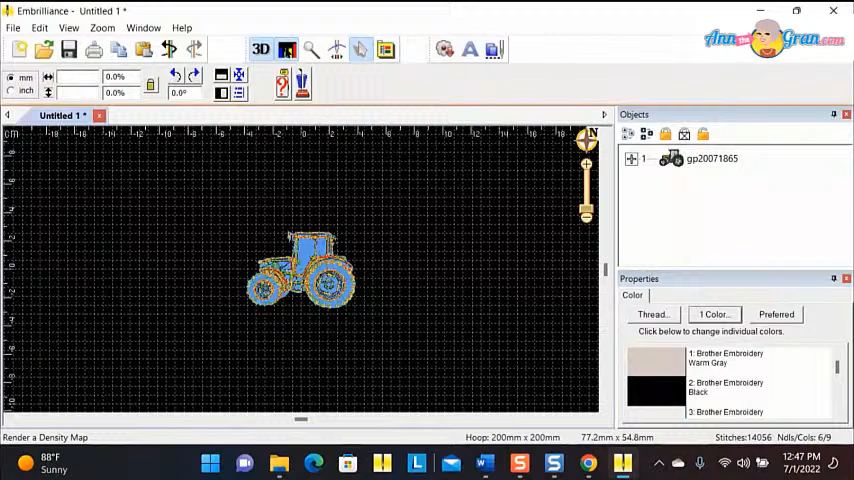 Embrilliance - Untitled 1 *
Ann the Gran.com
File Edit View Zoom Window Help
3D
mm
0.0%
inch
0.0%
0.0°
Untitled 1 *
Objects
cm
N
1 gp20071865
Properties
Color
Thread... 1 Color... Preferred
Click below to change individual colors.
1: Brother Embroidery
Warm Gray
2: Brother Embroidery
Black
3: Brother Embroidery
Render a Density Map
Hoop: 200mm x 200mm
77.2mm x 54.8mm
Stitches:14056
Ndls/Cols: 6/9
88°F
Sunny
12:47 PM
7/1/2022